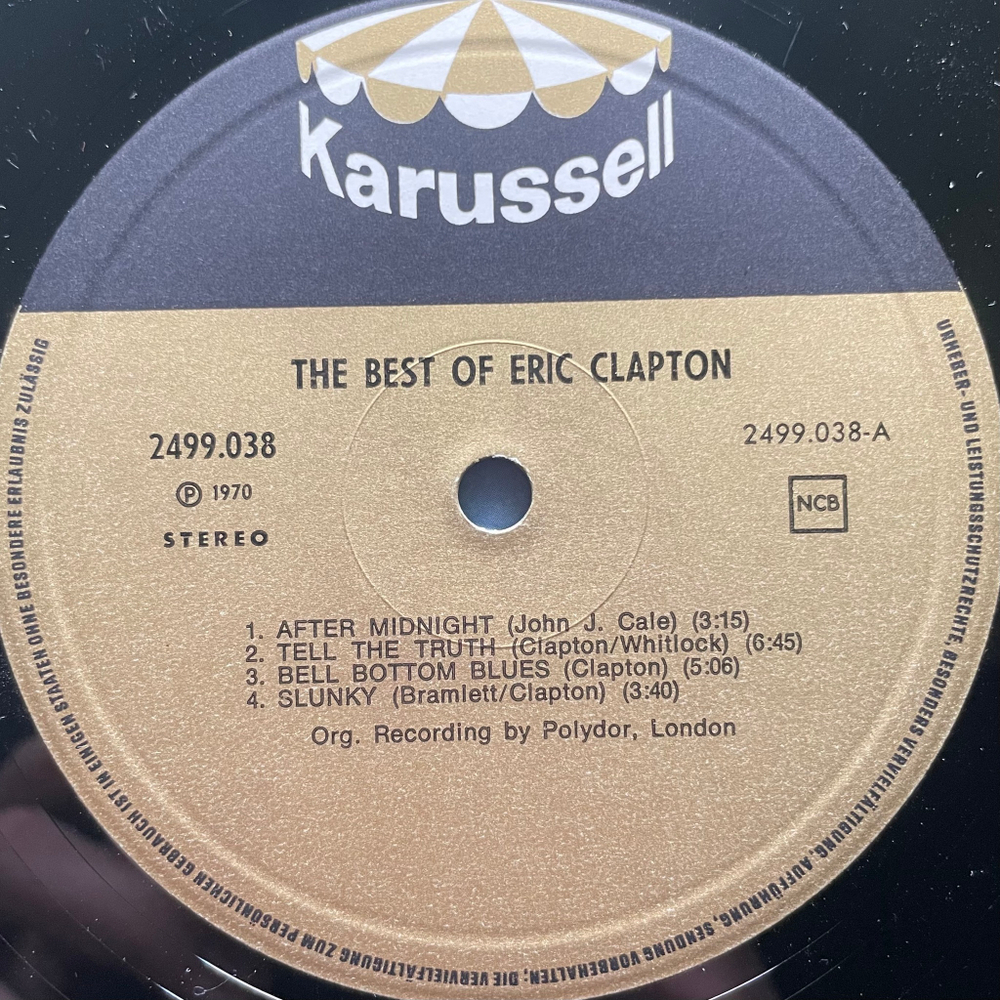 Karussell
THE BEST OF ERIC CLAPTON
2499.038
℗ 1970
STEREO
2499.038-A
NCB
1. AFTER MIDNIGHT (John J. Cale) (3:15)
2. TELL THE TRUTH (Clapton/Whitlock) (6:45)
3. BELL BOTTOM BLUES (Clapton) (5:06)
4. SLUNKY (Bramlett/Clapton) (3:40)
Org. Recording by Polydor, London
URHEBER- UND LEISTUNGSSCHUTZRECHTE, BESONDERS VERVIELFÄLTIGUNG, AUFFÜHRUNG, SENDUNG VORBEHALTEN; DIE VERVIELFÄLTIGUNG ZUM PERSÖNLICHEN GEBRAUCH IST IN EINIGEN STAATEN OHNE BESONDERE ERLAUBNIS ZULÄSSIG